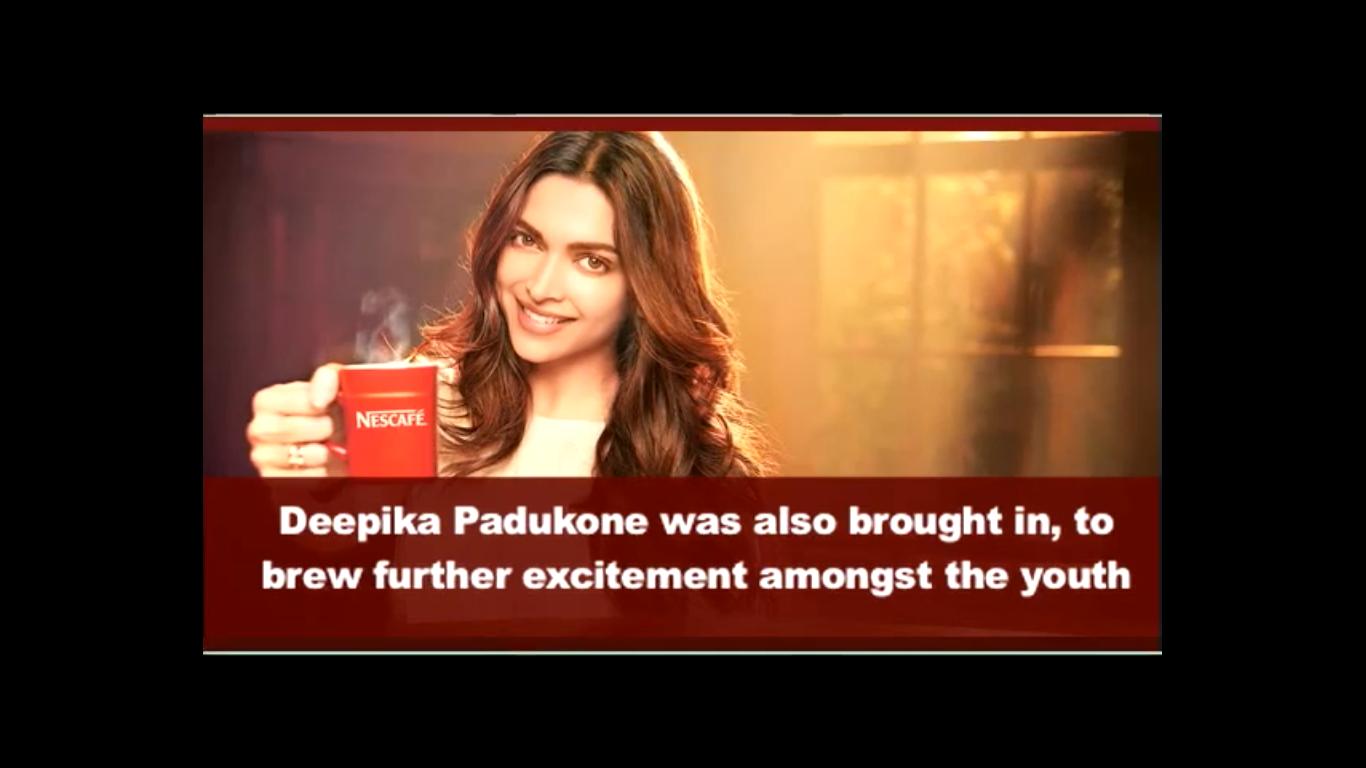 NESCAFÉ
Deepika Padukone was also brought in, to
brew further excitement amongst the youth